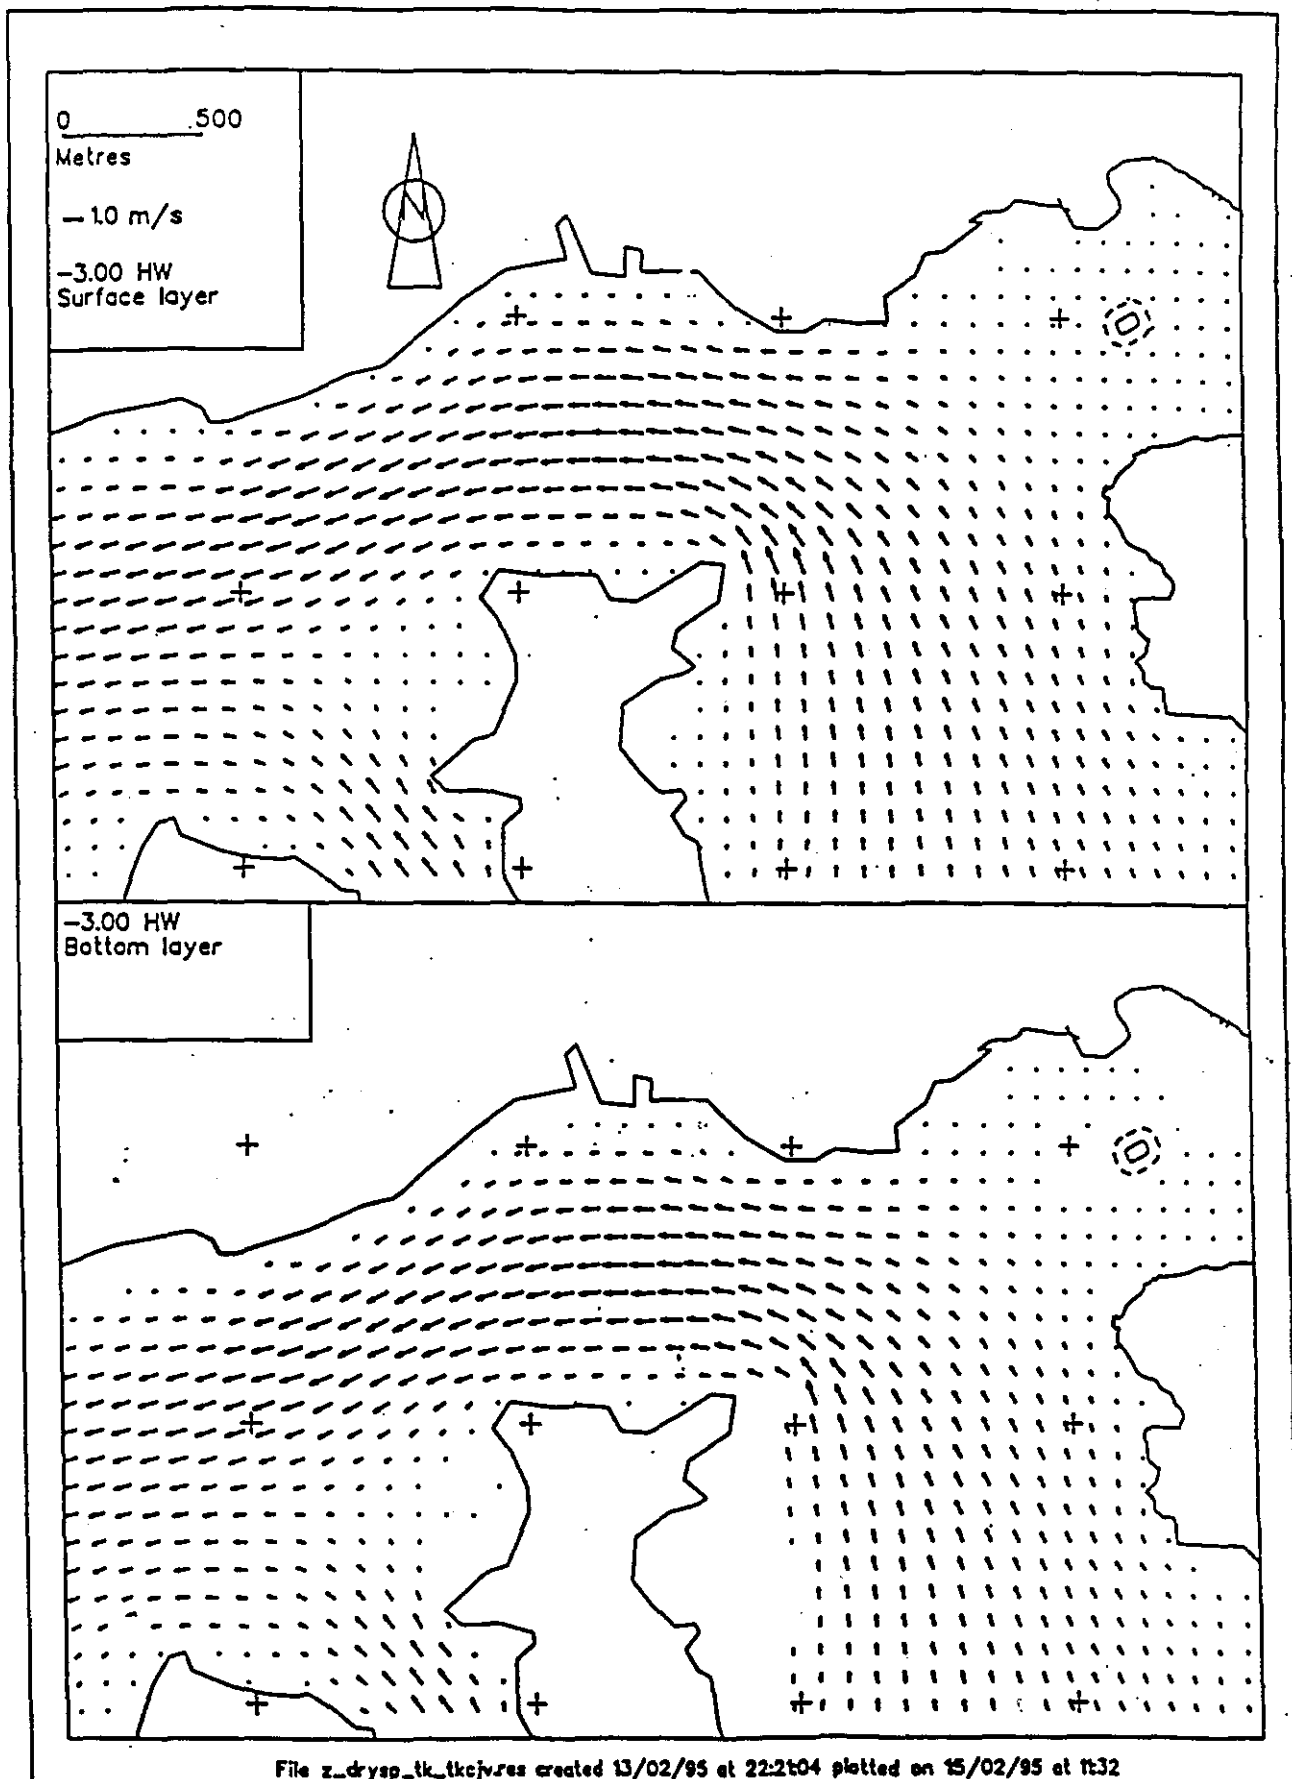 0 500
Metres
1.0 m/s
-3.00 HW
Surface layer
N
-3.00 HW
Bottom layer
File z_drysp_tk_tkcjv.res created 13/02/95 at 22:21:04 plotted on 15/02/95 at 11:32